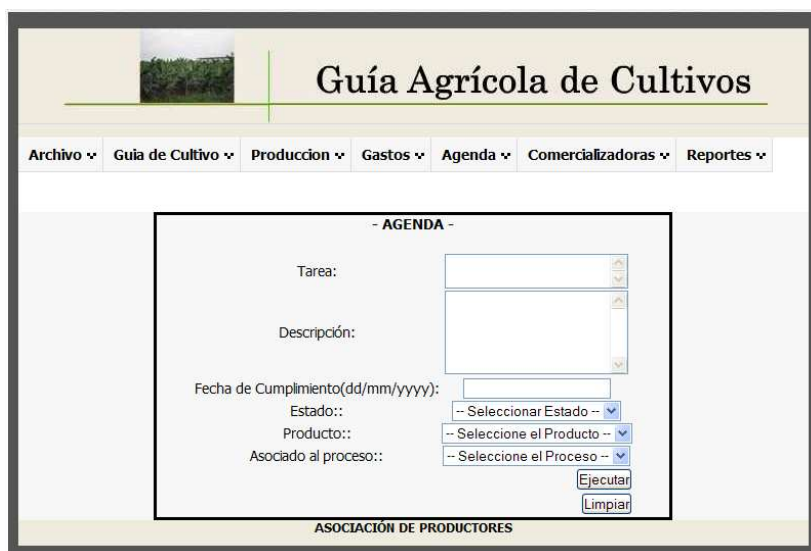 Guía Agrícola de Cultivos
Archivo Guia de Cultivo Produccion Gastos Agenda Comercializadoras Reportes
- AGENDA -
Tarea:
Descripción:
Fecha de Cumplimiento(dd/mm/yyyy):
Estado:: -- Seleccionar Estado --
Producto:: -- Seleccione el Producto --
Asociado al proceso:: -- Seleccione el Proceso --
Ejecutar
Limpiar
ASOCIACIÓN DE PRODUCTORES